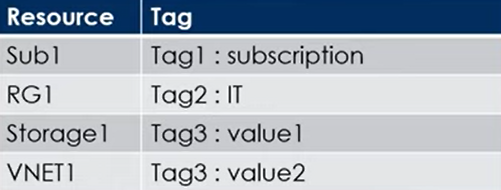 Resource Tag
Sub1 Tag1 : subscription
RG1 Tag2 : IT
Storage1 Tag3 : value1
VNET1 Tag3 : value2